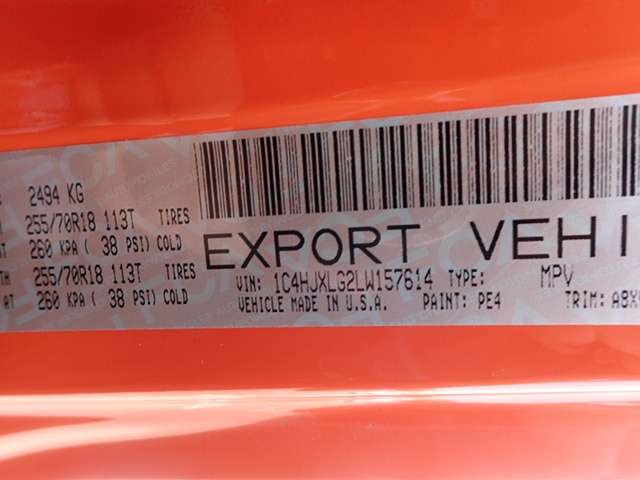 2494 KG
255/70R18 113T TIRES
260 KPA ( 38 PSI) COLD
255/70R18 113T TIRES
AT 260 KPA ( 38 PSI) COLD
EXPORT VEHI
VIN: 1C4HJXLG2LW157614 TYPE: MPV
VEHICLE MADE IN U.S.A. PAINT: PE4 TRIM: A8X